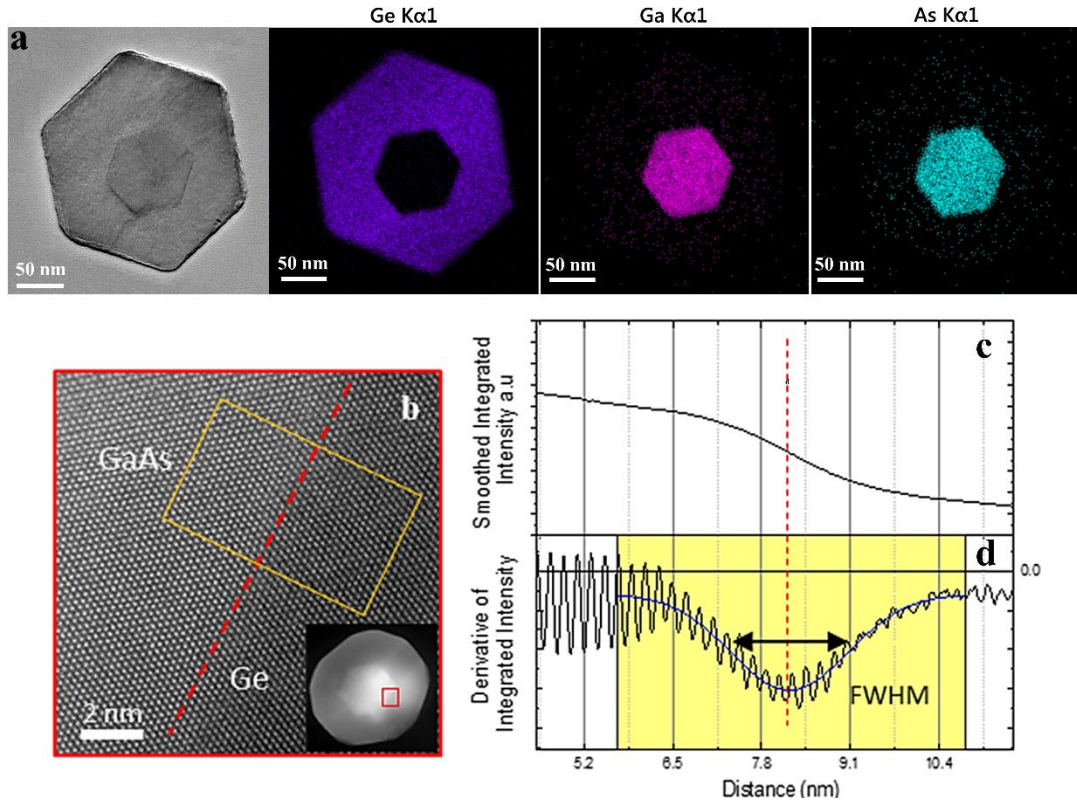 Ge Kα1
Ga Kα1
As Kα1
a
50 nm
50 nm
50 nm
50 nm
b
GaAs
Ge
2 nm
c
Smoothed Integrated
Intensity a.u
d
0.0
Derivative of
Integrated Intensity
FWHM
5.2
6.5
7.8
9.1
10.4
Distance (nm)